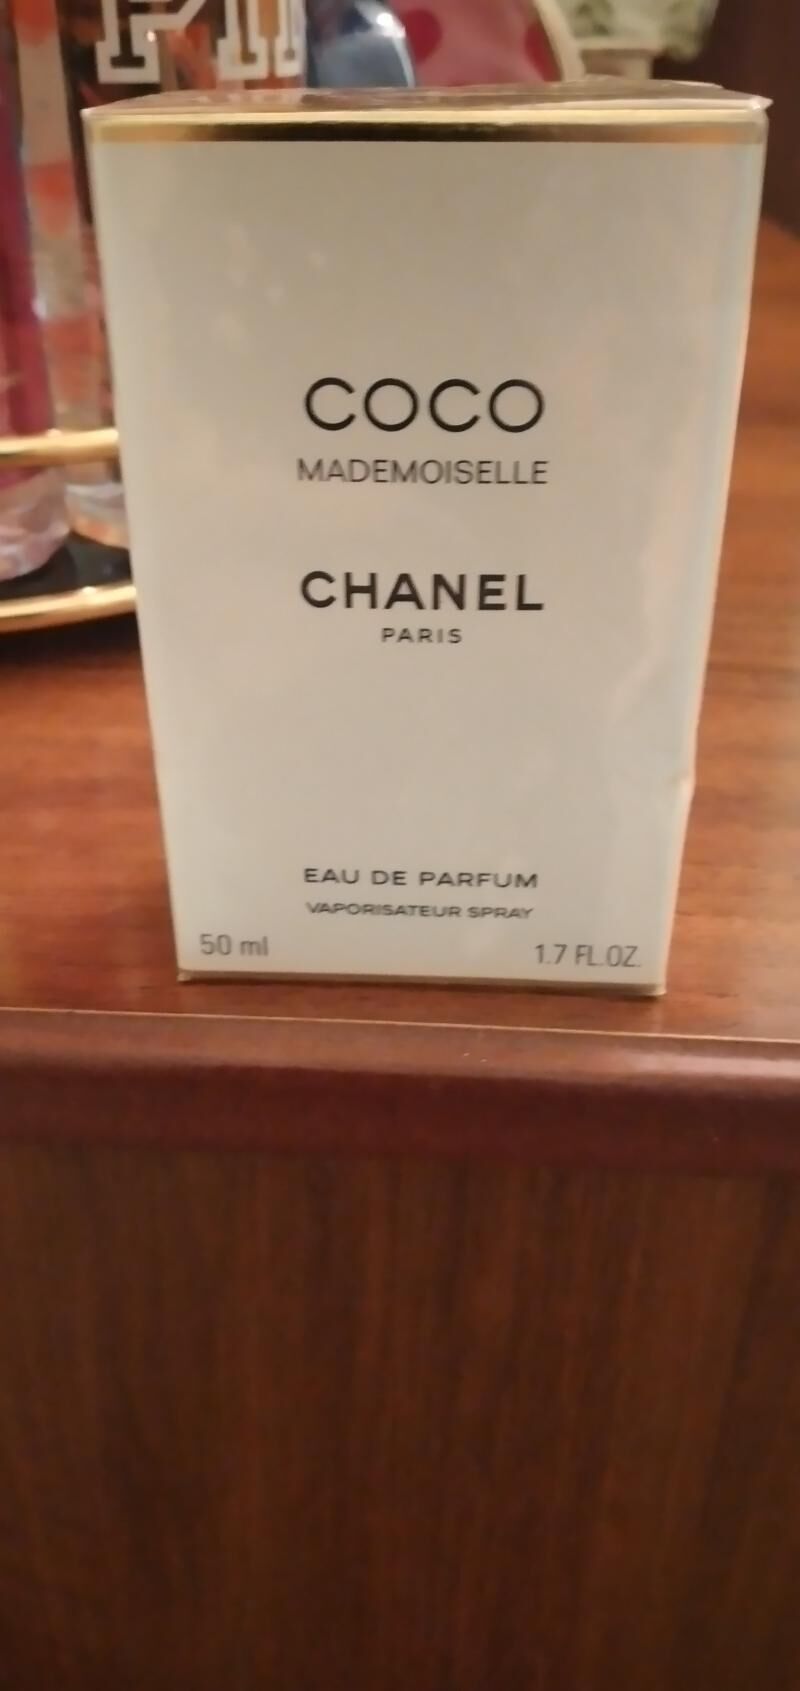 COCO
MADEMOISELLE
CHANEL
PARIS
EAU DE PARFUM
VAPORISATEUR SPRAY
50 ml 1.7 FL.OZ.